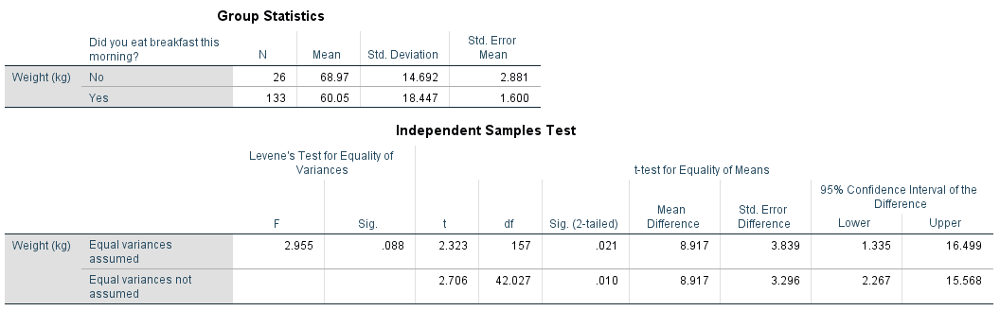 Group Statistics
Did you eat breakfast this morning? N Mean Std. Deviation Std. Error Mean
Weight (kg) No 26 68.97 14.692 2.881
Yes 133 60.05 18.447 1.600
Independent Samples Test
Levene's Test for Equality of Variances t-test for Equality of Means
95% Confidence Interval of the Difference
F Sig. t df Sig. (2-tailed) Mean Difference Std. Error Difference Lower Upper
Weight (kg) Equal variances assumed 2.955 .088 2.323 157 .021 8.917 3.839 1.335 16.499
Equal variances not assumed 2.706 42.027 .010 8.917 3.296 2.267 15.568